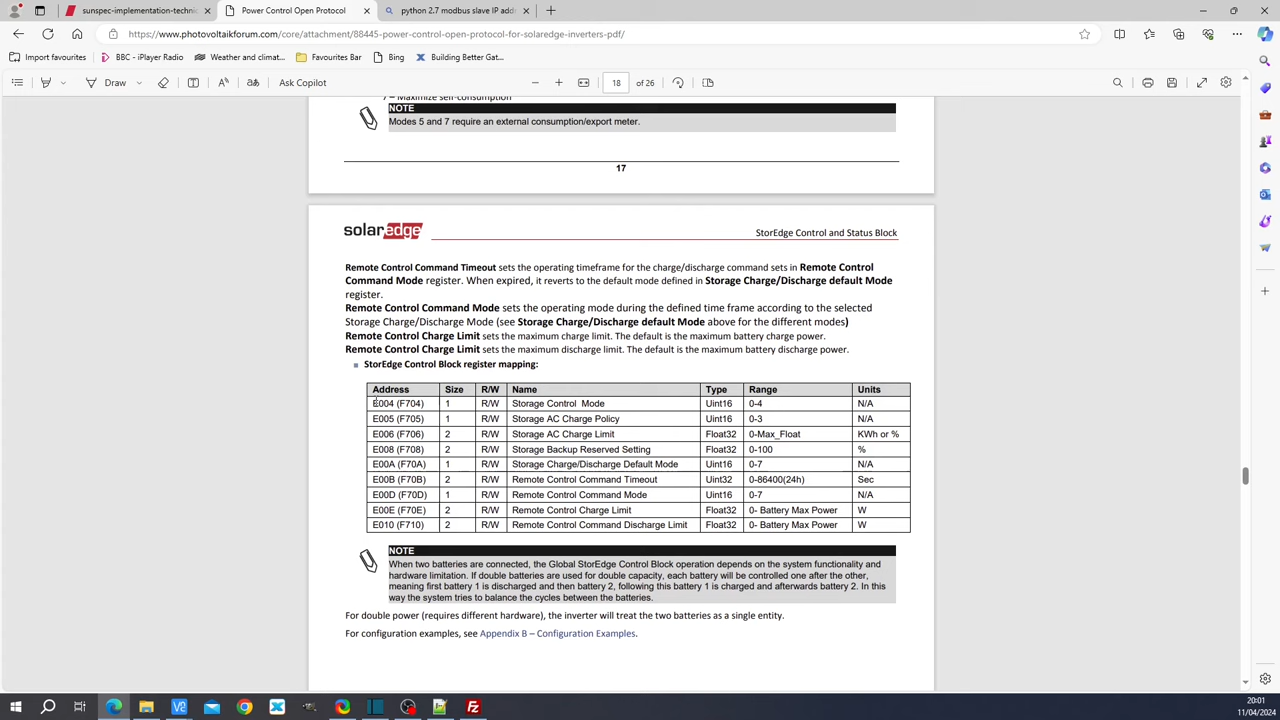 sunspec-implementation-technic
Power Control Open Protocol
python 2.7 modbus slave IP addr
https://www.photovoltaikforum.com/core/attachment/88445-power-control-open-protocol-for-solaredge-inverters-pdf/
Import favourites
BBC - iPlayer Radio
Weather and climat...
Favourites Bar
Bing
Building Better Gat...
Draw
Ask Copilot
18 of 26
7 – Maximize self-consumption
NOTE
Modes 5 and 7 require an external consumption/export meter.
17
solaredge
StorEdge Control and Status Block
Remote Control Command Timeout sets the operating timeframe for the charge/discharge command sets in Remote Control
Command Mode register. When expired, it reverts to the default mode defined in Storage Charge/Discharge default Mode
register.
Remote Control Command Mode sets the operating mode during the defined time frame according to the selected
Storage Charge/Discharge Mode (see Storage Charge/Discharge default Mode above for the different modes)
Remote Control Charge Limit sets the maximum charge limit. The default is the maximum battery charge power.
Remote Control Charge Limit sets the maximum discharge limit. The default is the maximum battery discharge power.
StorEdge Control Block register mapping:
Address Size R/W Name Type Range Units
E004 (F704) 1 R/W Storage Control Mode Uint16 0-4 N/A
E005 (F705) 1 R/W Storage AC Charge Policy Uint16 0-3 N/A
E006 (F706) 2 R/W Storage AC Charge Limit Float32 0-Max_Float KWh or %
E008 (F708) 2 R/W Storage Backup Reserved Setting Float32 0-100 %
E00A (F70A) 1 R/W Storage Charge/Discharge Default Mode Uint16 0-7 N/A
E00B (F70B) 2 R/W Remote Control Command Timeout Uint32 0-86400(24h) Sec
E00D (F70D) 1 R/W Remote Control Command Mode Uint16 0-7 N/A
E00E (F70E) 2 R/W Remote Control Charge Limit Float32 0- Battery Max Power W
E010 (F710) 2 R/W Remote Control Command Discharge Limit Float32 0- Battery Max Power W
NOTE
When two batteries are connected, the Global StorEdge Control Block operation depends on the system functionality and
hardware limitation. If double batteries are used for double capacity, each battery will be controlled one after the other,
meaning first battery 1 is discharged and then battery 2, following this battery 1 is charged and afterwards battery 2. In this
way the system tries to balance the cycles between the batteries.
For double power (requires different hardware), the inverter will treat the two batteries as a single entity.
For configuration examples, see Appendix B – Configuration Examples.
20:01
11/04/2024